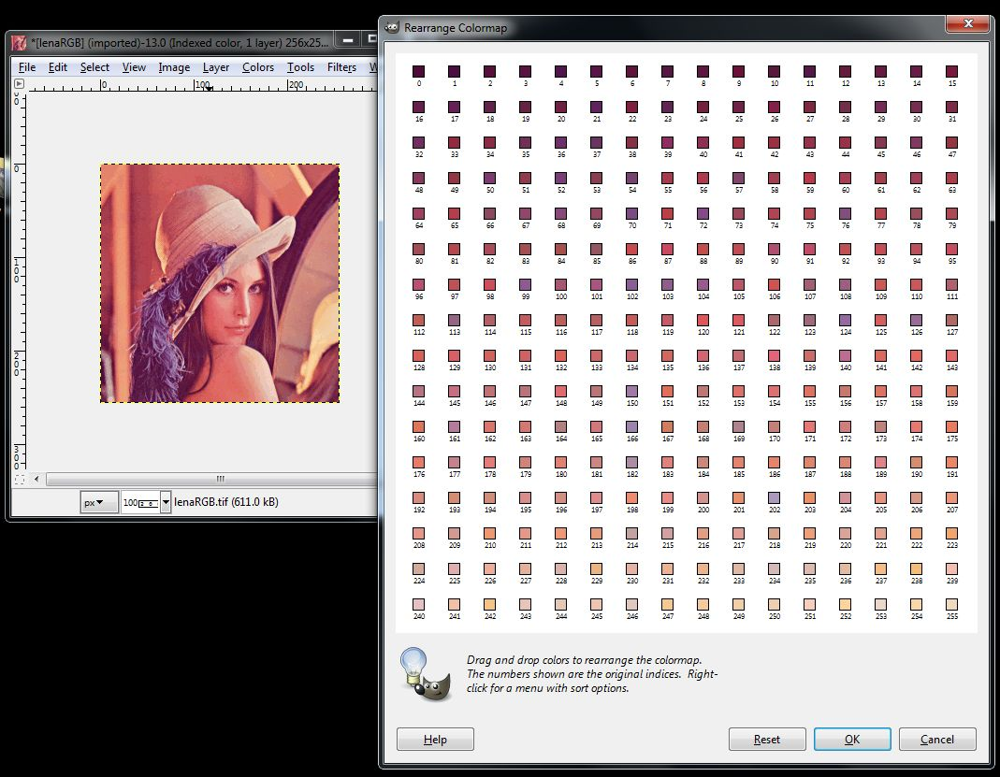 *[lenaRGB] (imported)-13.0 (Indexed color, 1 layer) 256x25...
File Edit Select View Image Layer Colors Tools Filters W
0 100 200
0
100
200
300
px 100 lenaRGB.tif (611.0 kB)
Rearrange Colormap
0 1 2 3 4 5 6 7 8 9 10 11 12 13 14 15
16 17 18 19 20 21 22 23 24 25 26 27 28 29 30 31
32 33 34 35 36 37 38 39 40 41 42 43 44 45 46 47
48 49 50 51 52 53 54 55 56 57 58 59 60 61 62 63
64 65 66 67 68 69 70 71 72 73 74 75 76 77 78 79
80 81 82 83 84 85 86 87 88 89 90 91 92 93 94 95
96 97 98 99 100 101 102 103 104 105 106 107 108 109 110 111
112 113 114 115 116 117 118 119 120 121 122 123 124 125 126 127
128 129 130 131 132 133 134 135 136 137 138 139 140 141 142 143
144 145 146 147 148 149 150 151 152 153 154 155 156 157 158 159
160 161 162 163 164 165 166 167 168 169 170 171 172 173 174 175
176 177 178 179 180 181 182 183 184 185 186 187 188 189 190 191
192 193 194 195 196 197 198 199 200 201 202 203 204 205 206 207
208 209 210 211 212 213 214 215 216 217 218 219 220 221 222 223
224 225 226 227 228 229 230 231 232 233 234 235 236 237 238 239
240 241 242 243 244 245 246 247 248 249 250 251 252 253 254 255
Drag and drop colors to rearrange the colormap.
The numbers shown are the original indices. Right-
click for a menu with sort options.
Help Reset OK Cancel